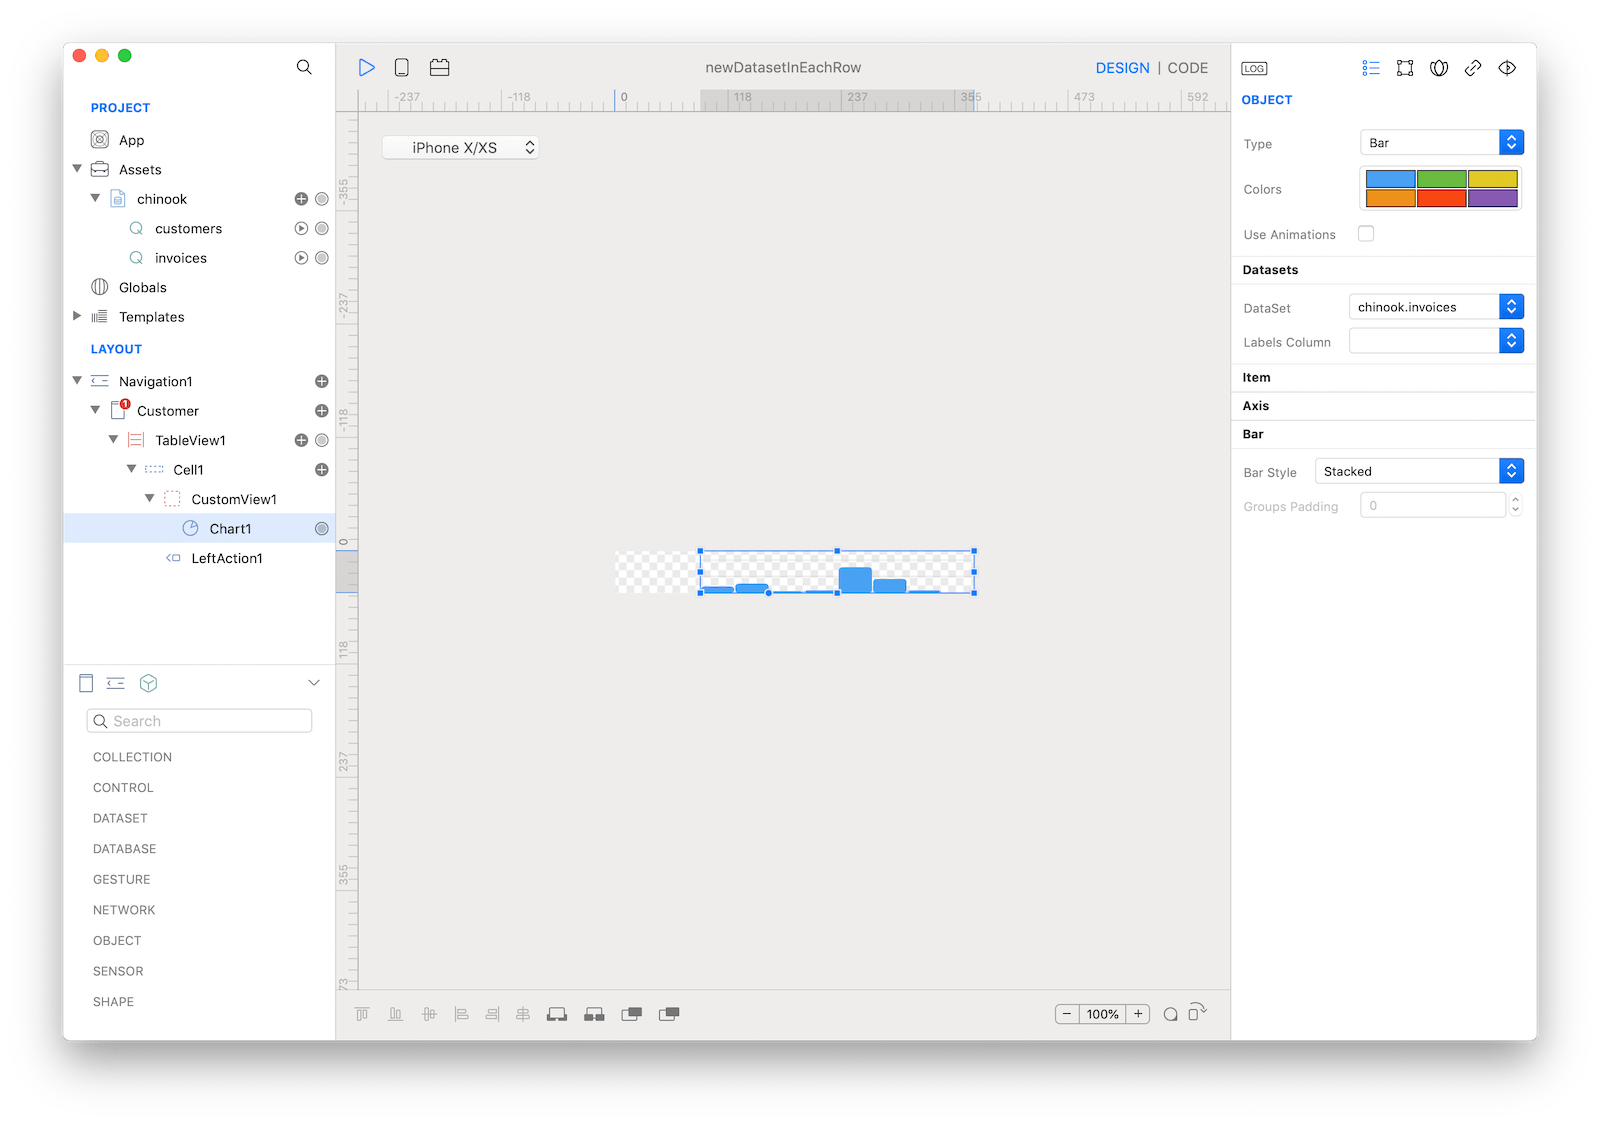 newDatasetInEachRow
DESIGN | CODE
LOG
PROJECT
App
Assets
chinook
customers
invoices
Globals
Templates
LAYOUT
Navigation1
1
Customer
TableView1
Cell1
CustomView1
Chart1
LeftAction1
Search
COLLECTION
CONTROL
DATASET
DATABASE
GESTURE
NETWORK
OBJECT
SENSOR
SHAPE
-237 -118 0 118 237 355 473 592
iPhone X/XS
-355
-237
-118
0
118
237
355
73
100%
OBJECT
Type Bar
Colors
Use Animations
Datasets
DataSet chinook.invoices
Labels Column
Item
Axis
Bar
Bar Style Stacked
Groups Padding 0